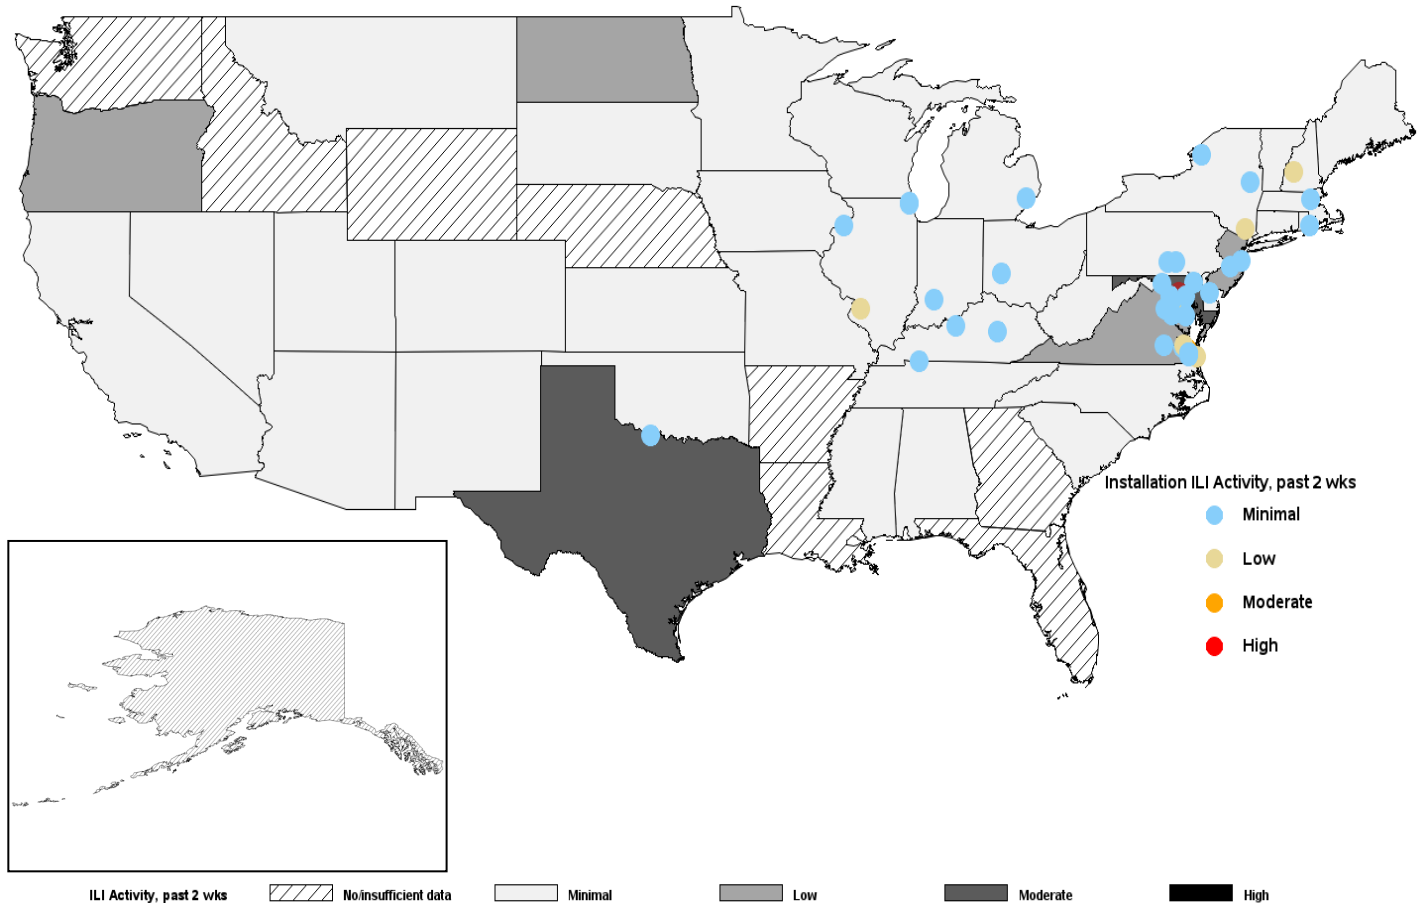 Installation ILI Activity, past 2 wks
Minimal
Low
Moderate
High
ILI Activity, past 2 wks No/insufficient data Minimal Low Moderate High